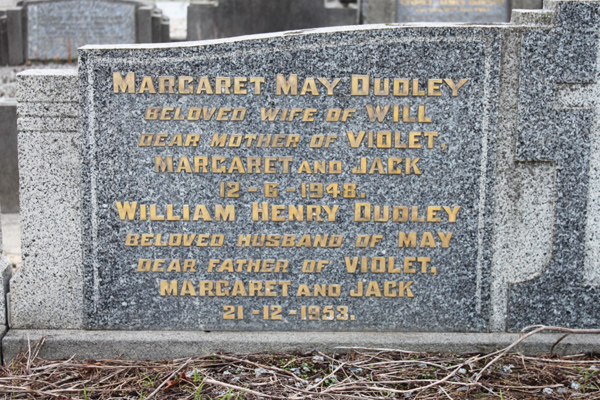 MARGARET MAY DUDLEY
BELOVED WIFE OF WILL
DEAR MOTHER OF VIOLET,
MARGARET AND JACK
12-6-1948.
WILLIAM HENRY DUDLEY
BELOVED HUSBAND OF MAY
DEAR FATHER OF VIOLET,
MARGARET AND JACK
21-12-1953.